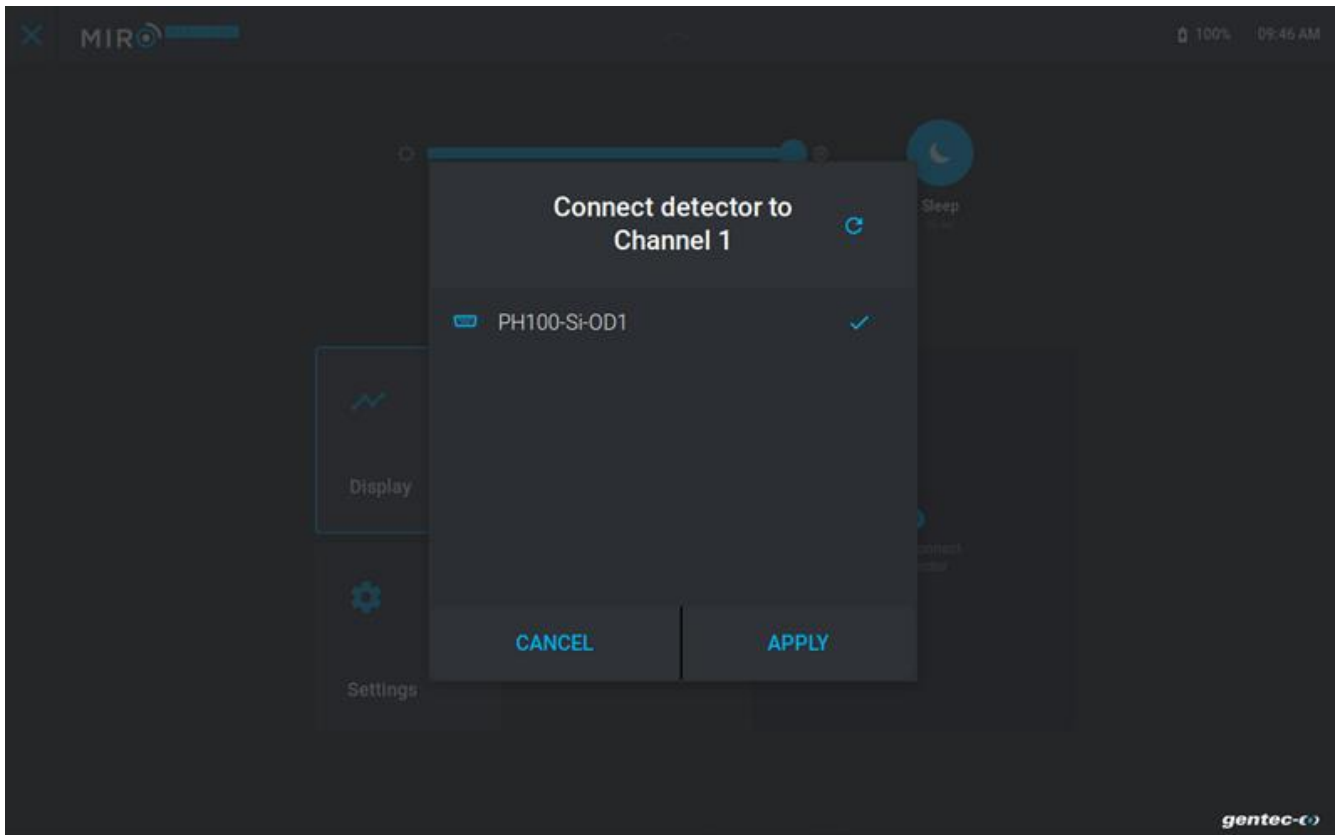 MIRO
100% 09:46 AM
Connect detector to
Channel 1
Sleep
PH100-Si-OD1
Display
CANCEL APPLY
Settings
gentec-eo